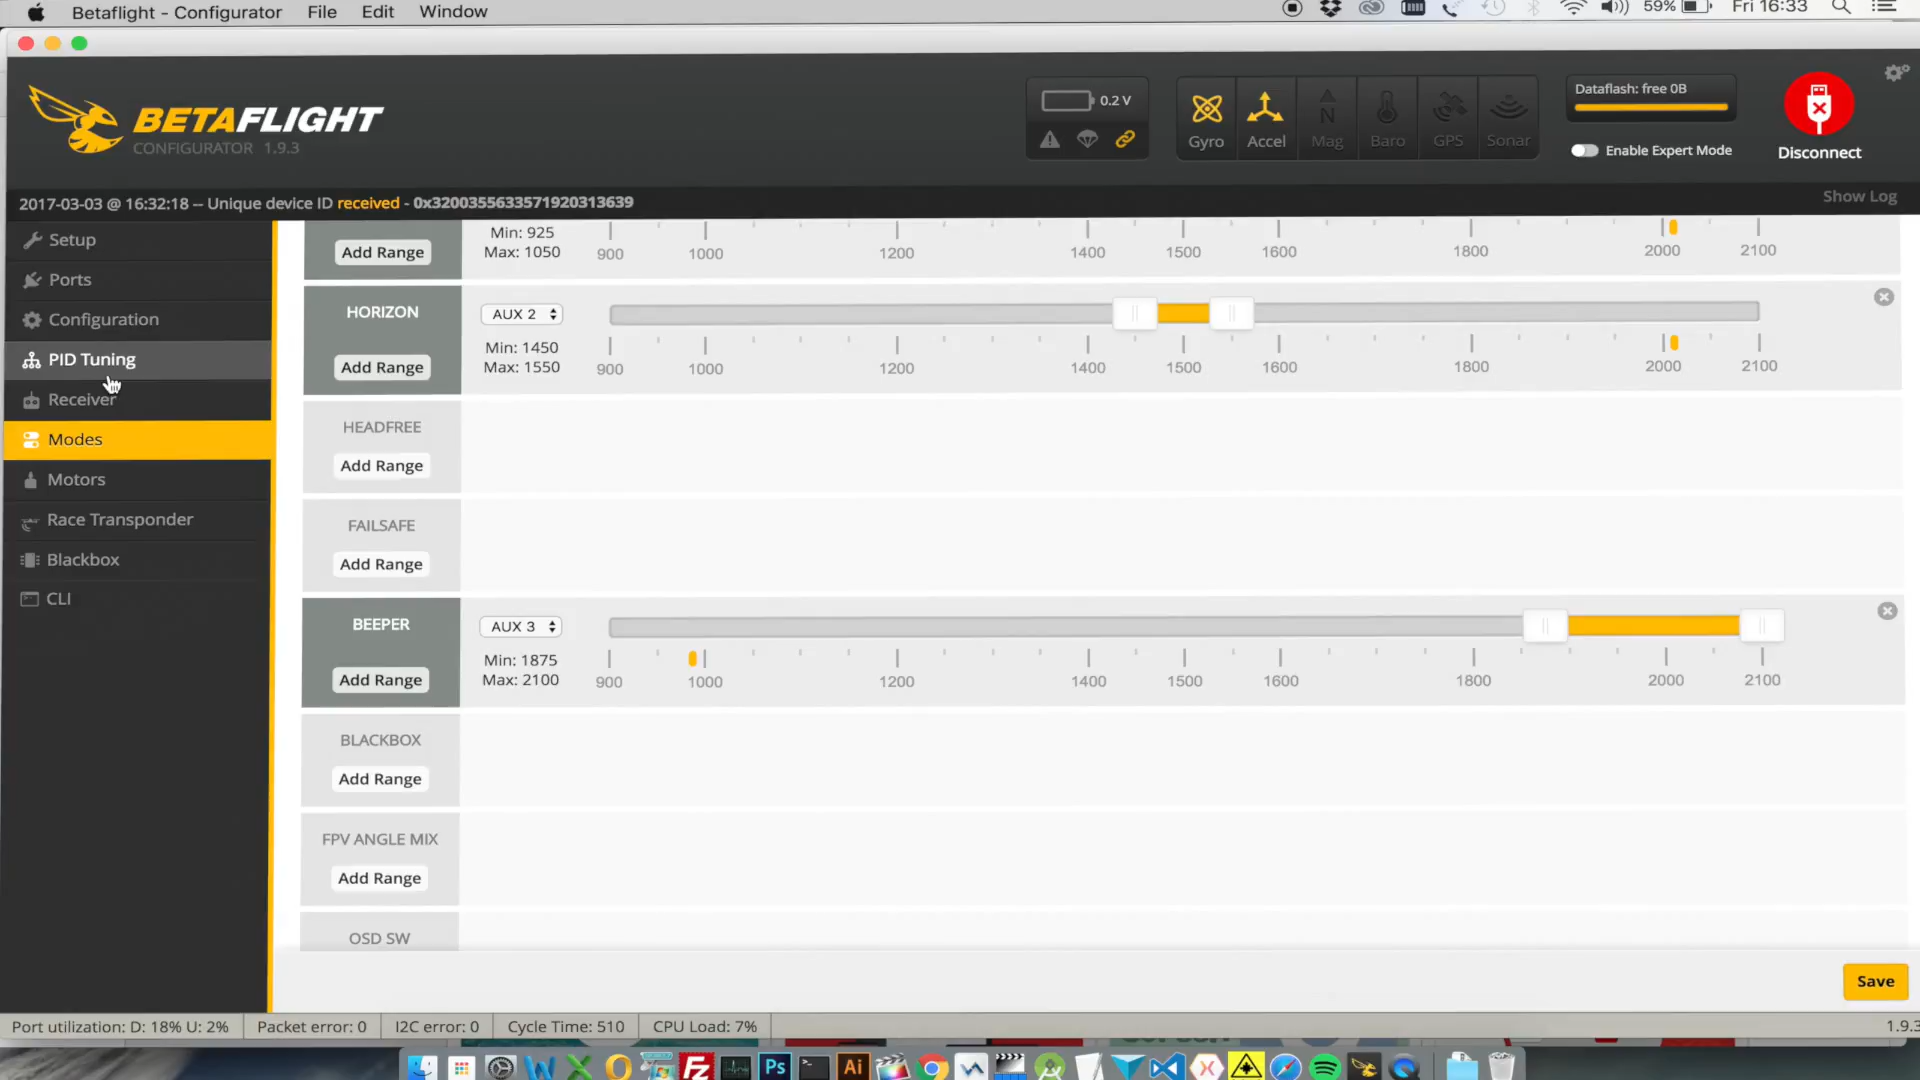 Betaflight - Configurator File Edit Window 59% Fri 16:33
BETAFLIGHT
CONFIGURATOR 1.9.3
0.2 V
Gyro Accel Mag Baro GPS Sonar
Dataflash: free 0B
Enable Expert Mode
Disconnect
2017-03-03 @ 16:32:18 -- Unique device ID received - 0x3200355633571920313639
Show Log
Setup
Ports
Configuration
PID Tuning
Receiver
Modes
Motors
Race Transponder
Blackbox
CLI
Add Range
Min: 925
Max: 1050
900 1000 1200 1400 1500 1600 1800 2000 2100
HORIZON
Add Range
AUX 2
Min: 1450
Max: 1550
900 1000 1200 1400 1500 1600 1800 2000 2100
HEADFREE
Add Range
FAILSAFE
Add Range
BEEPER
Add Range
AUX 3
Min: 1875
Max: 2100
900 1000 1200 1400 1500 1600 1800 2000 2100
BLACKBOX
Add Range
FPV ANGLE MIX
Add Range
OSD SW
Save
Port utilization: D: 18% U: 2% Packet error: 0 I2C error: 0 Cycle Time: 510 CPU Load: 7% 1.9.3
Ps
Ai